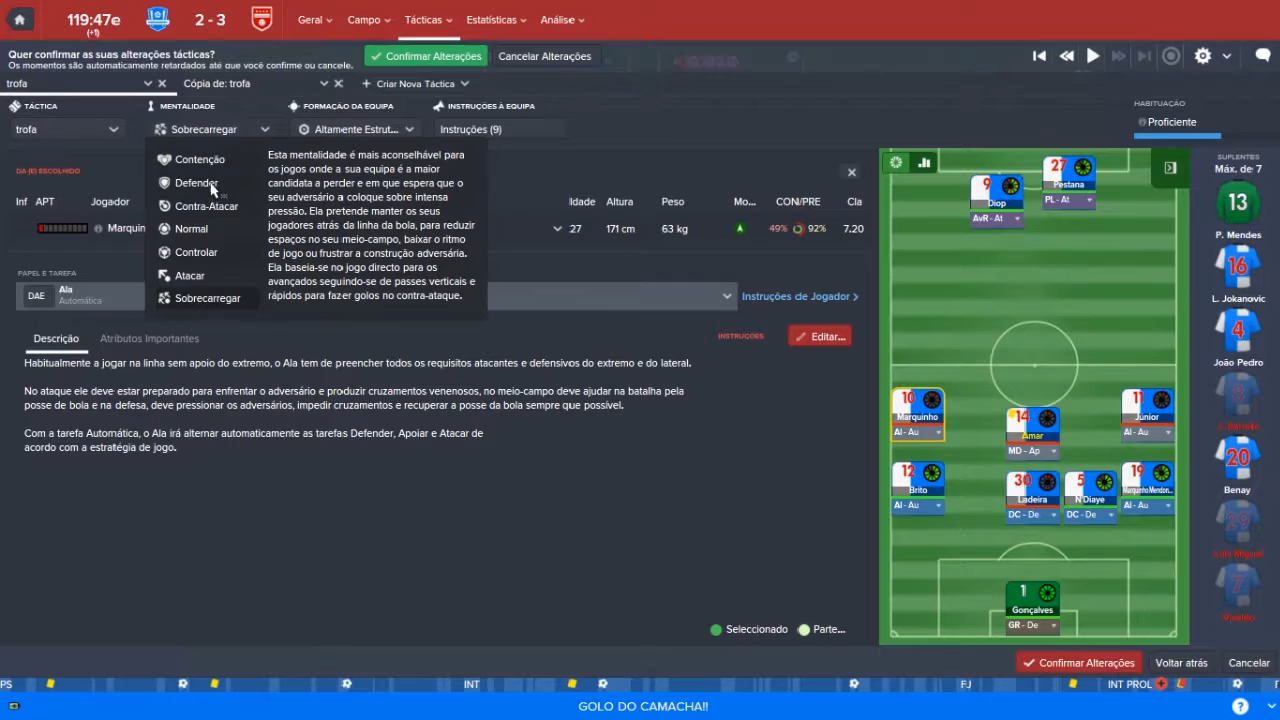 119:47e
(+1)
2 - 3
Geral
Campo
Tácticas
Estatísticas
Análise
Quer confirmar as suas alterações tácticas?
Os momentos são automaticamente retardados até que você confirme ou cancele.
Confirmar Alterações
Cancelar Alterações
trofa
Cópia de: trofa
+ Criar Nova Táctica
TÁCTICA
MENTALIDADE
FORMAÇÃO DA EQUIPA
INSTRUÇÕES À EQUIPA
HABITUAÇÃO
trofa
Sobrecarregar
Altamente Estrut...
Instruções (9)
Proficiente
Contenção
Defender
Contra-Atacar
Normal
Controlar
Atacar
Sobrecarregar
Esta mentalidade é mais aconselhável para
os jogos onde a sua equipa é a maior
candidata a perder e em que espera que o
seu adversário a coloque sobre intensa
pressão. Ela pretende manter os seus
jogadores atrás da linha da bola, para reduzir
espaços no seu meio-campo, baixar o ritmo
de jogo ou frustrar a construção adversária.
Ela baseia-se no jogo directo para os
avançados seguindo-se de passes verticais e
rápidos para fazer golos no contra-ataque.
DA (E) ESCOLHIDO
Inf APT Jogador
Idade Altura Peso Mo... CON/PRE Cla
Marquin
27 171 cm 63 kg 49% 92% 7.20
PAPEL E TAREFA
DAE
Ala
Automática
Instruções de Jogador >
Descrição
Atributos Importantes
INSTRUÇÕES
Editar...
Habitualmente a jogar na linha sem apoio do extremo, o Ala tem de preencher todos os requisitos atacantes e defensivos do extremo e do lateral.
No ataque ele deve estar preparado para enfrentar o adversário e produzir cruzamentos venenosos, no meio-campo deve ajudar na batalha pela
posse de bola e na defesa, deve pressionar os adversários, impedir cruzamentos e recuperar a posse da bola sempre que possível.
Com a tarefa Automática, o Ala irá alternar automaticamente as tarefas Defender, Apoiar e Atacar de
acordo com a estratégia de jogo.
Seleccionado
Parte...
27
Pestana
PL - At
9
Diop
AvR - At
10
Marquinho
Al - Au
14
Amar
MD - Ap
11
Júnior
Al - Au
12
Brito
Al - Au
30
Ladeira
DC - De
5
N'Diaye
DC - De
19
Marquinho Mendon...
Al - Au
1
Gonçalves
GR - De
SUPLENTES
Máx. de 7
13
P. Mendes
16
L. Jokanovic
4
João Pedro
20
Benay
29
Luís Miguel
7
Confirmar Alterações
Voltar atrás
Cancelar
PS
INT
FJ
INT PROL
GOLO DO CAMACHA!!
?